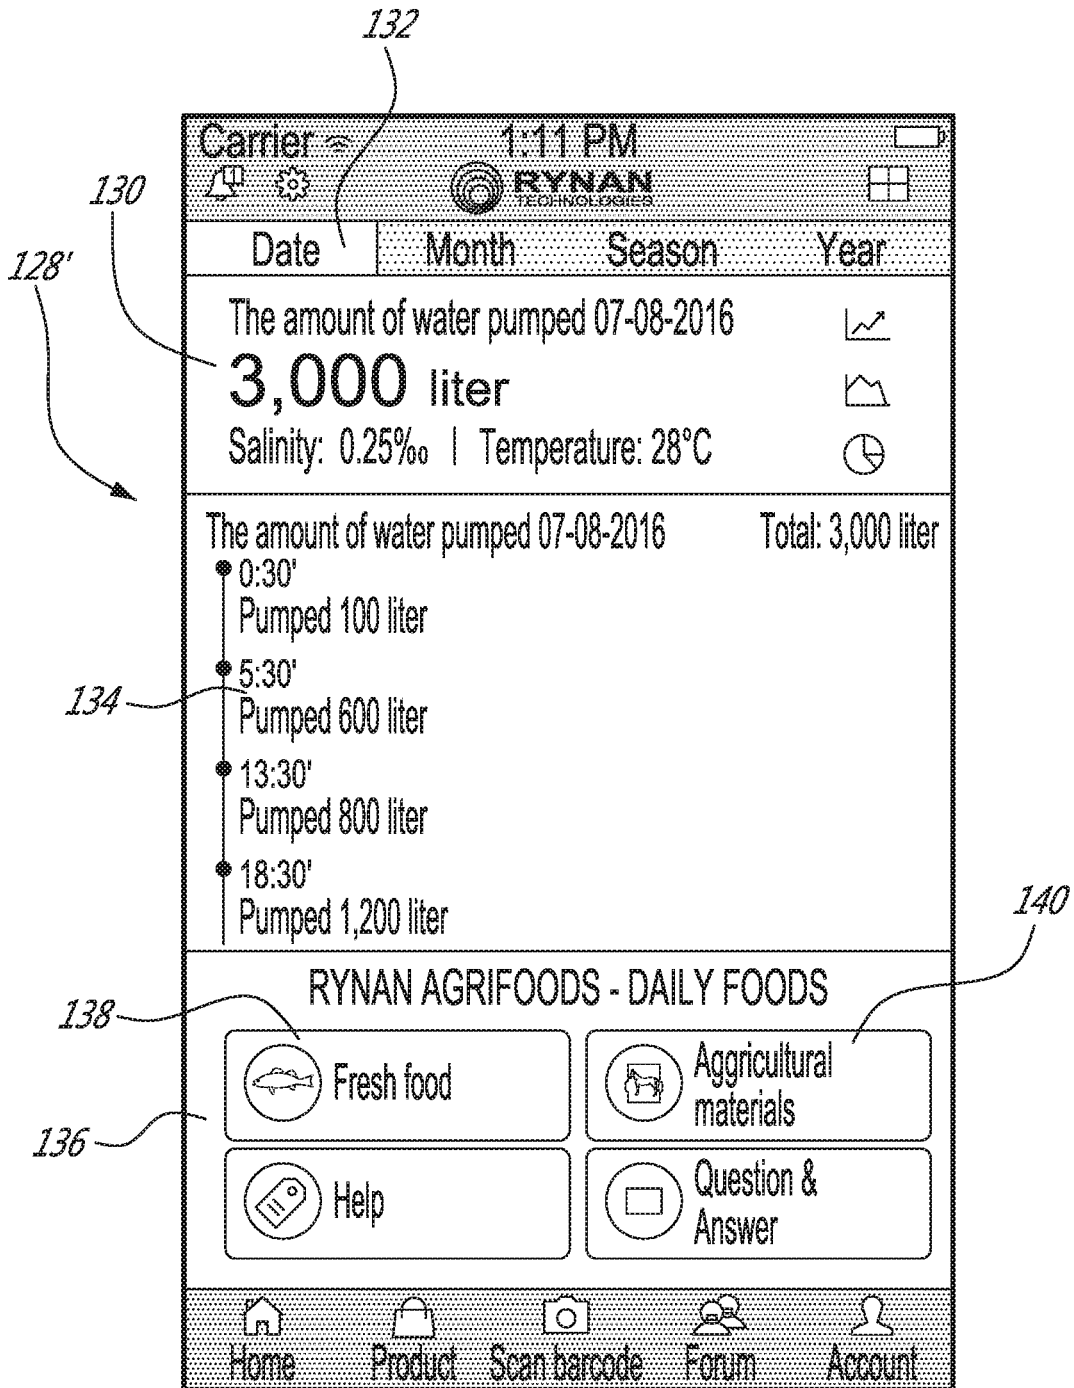 132
Carrier 1:11 PM
RYNAN
TECHNOLOGIES
130
128'
Date Month Season Year
The amount of water pumped 07-08-2016
3,000 liter
Salinity: 0.25‰ | Temperature: 28°C
The amount of water pumped 07-08-2016 Total: 3,000 liter
0:30'
Pumped 100 liter
5:30'
134
Pumped 600 liter
13:30'
Pumped 800 liter
18:30'
Pumped 1,200 liter
140
RYNAN AGRIFOODS - DAILY FOODS
138
Fresh food
Aggricultural
materials
136
Help
Question &
Answer
Home Product Scan barcode Forum Account